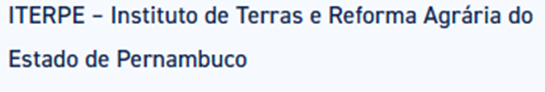 ITERPE – Instituto de Terras e Reforma Agrária do
Estado de Pernambuco